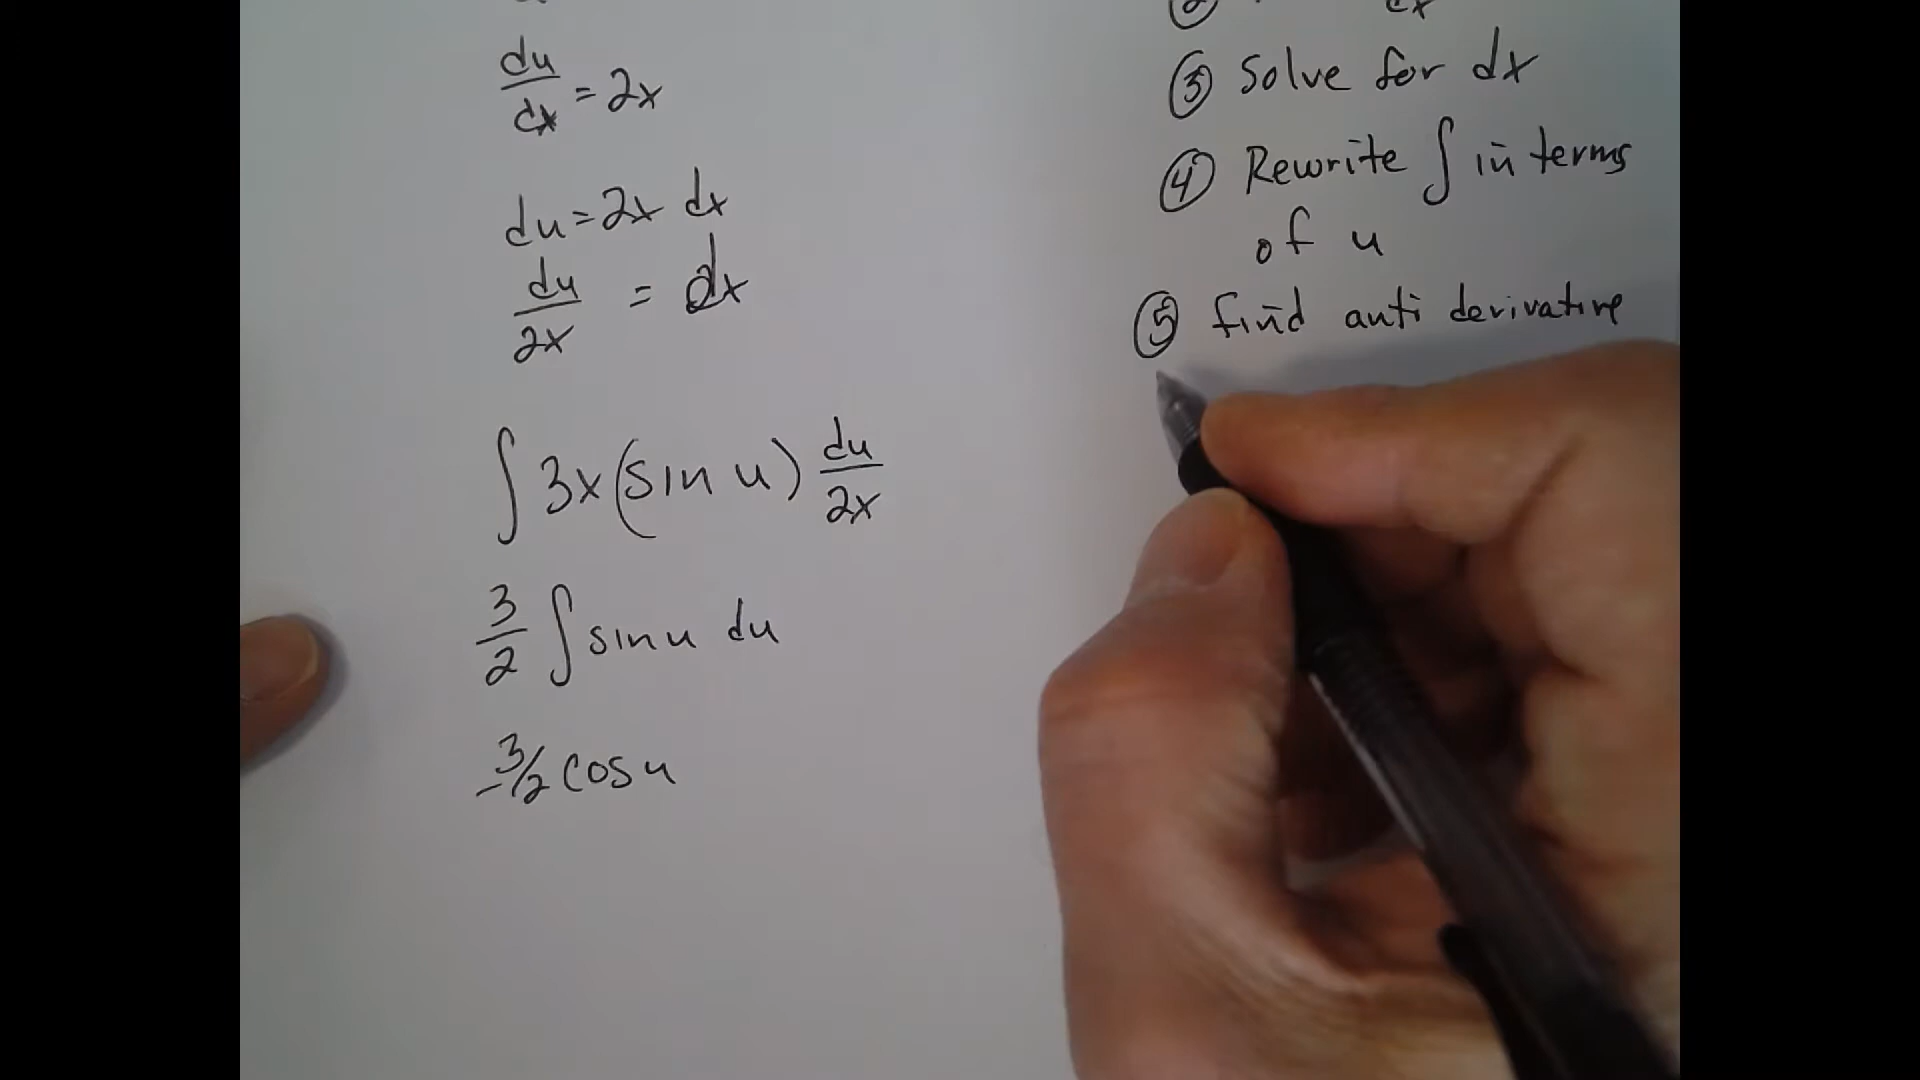 du/dx = 2x
du = 2x dx
du/2x = dx
∫ 3x (sin u) du/2x
3/2 ∫ sin u du
-3/2 cos u
③ Solve for dx
④ Rewrite ∫ in terms
of u
⑤ find anti derivative